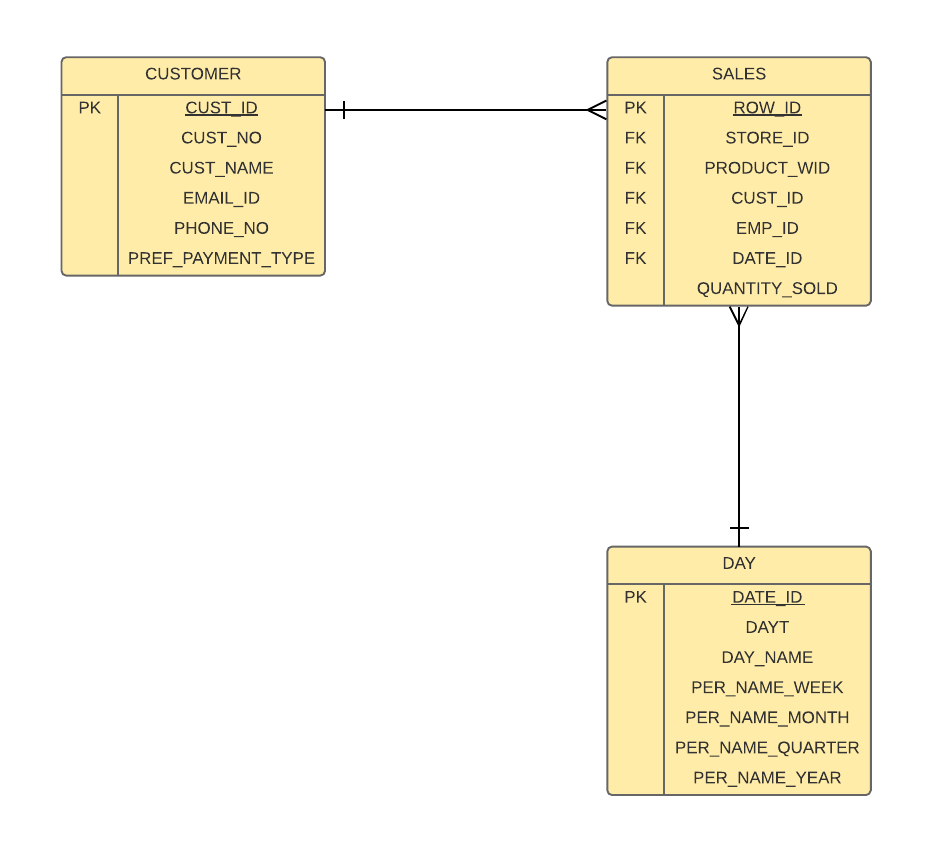 CUSTOMER
PK CUST_ID
CUST_NO
CUST_NAME
EMAIL_ID
PHONE_NO
PREF_PAYMENT_TYPE
SALES
PK ROW_ID
FK STORE_ID
FK PRODUCT_WID
FK CUST_ID
FK EMP_ID
FK DATE_ID
QUANTITY_SOLD
DAY
PK DATE_ID
DAYT
DAY_NAME
PER_NAME_WEEK
PER_NAME_MONTH
PER_NAME_QUARTER
PER_NAME_YEAR